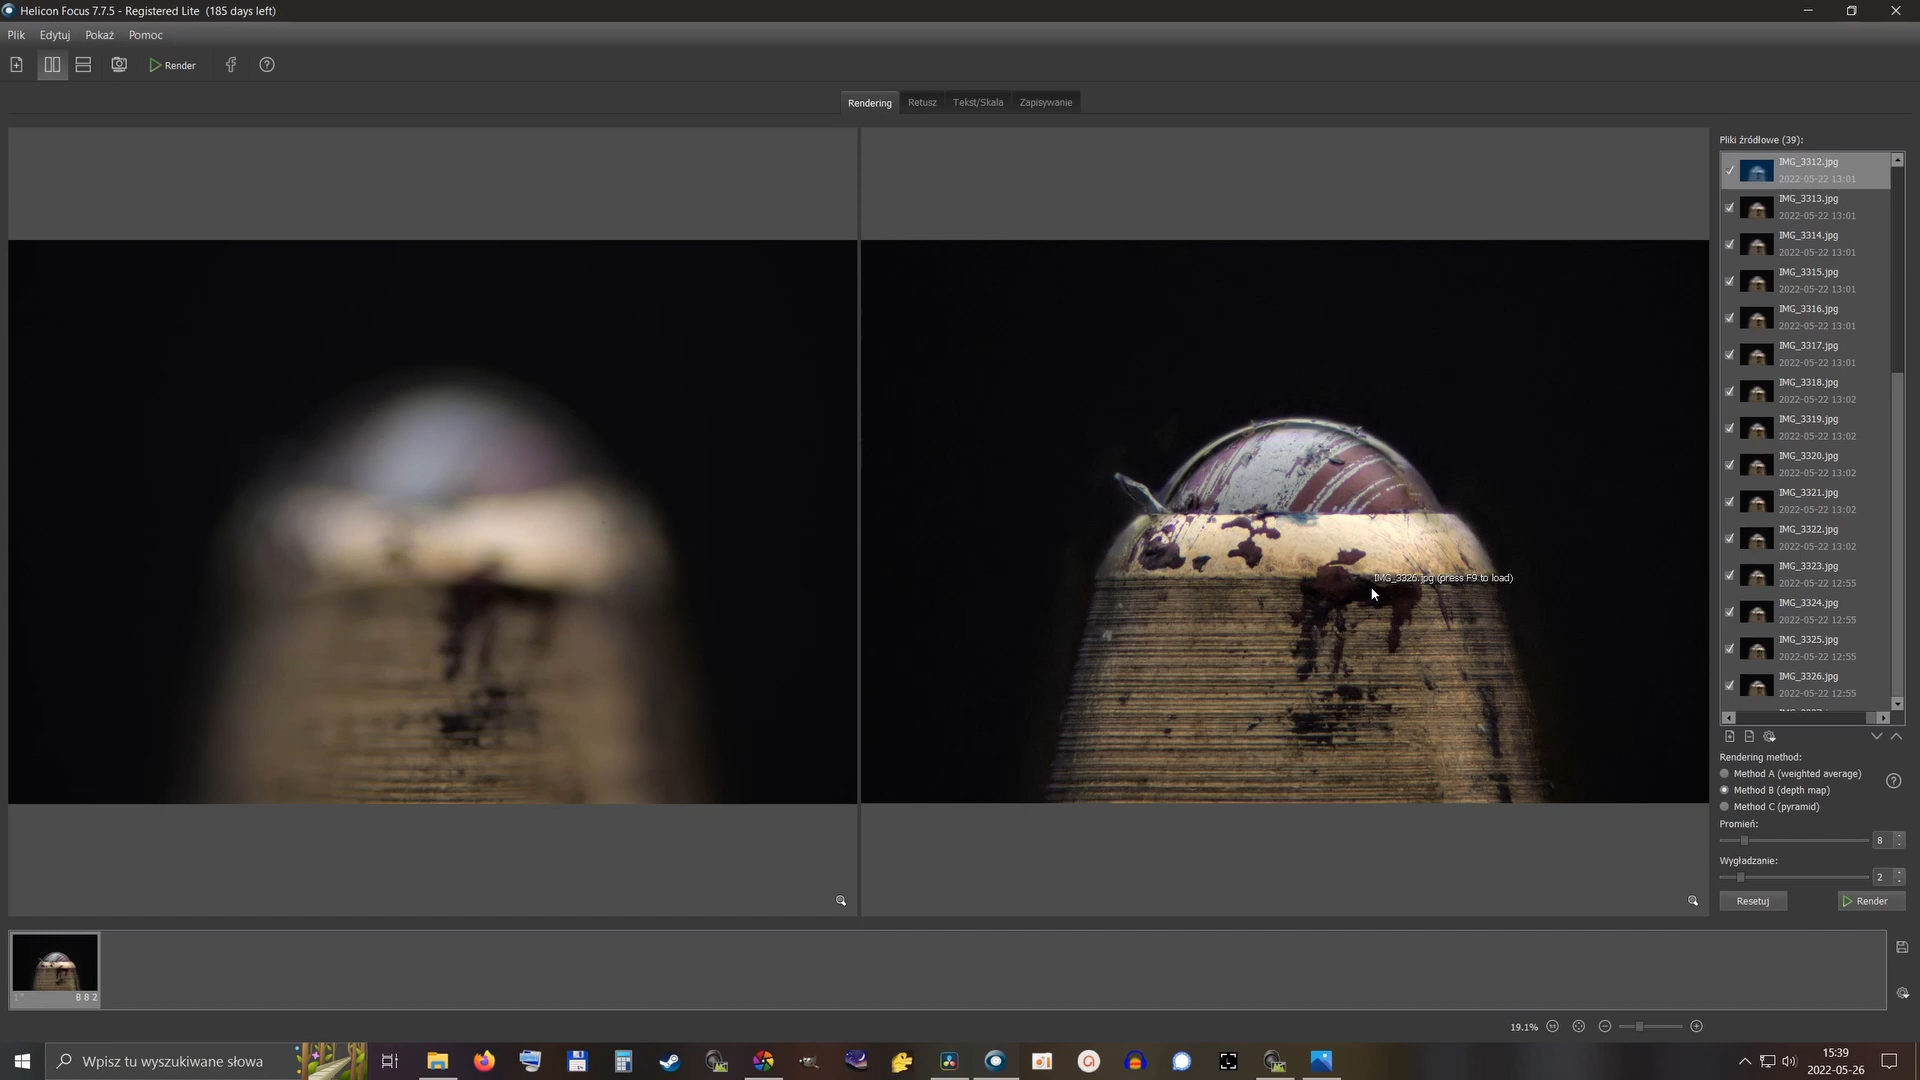 Helicon Focus 7.7.5 - Registered Lite (185 days left)
Plik Edytuj Pokaż Pomoc
Render
Rendering Retusz Tekst/Skala Zapisywanie
Pliki źródłowe (39):
IMG_3312.jpg
2022-05-22 13:01
IMG_3313.jpg
2022-05-22 13:01
IMG_3314.jpg
2022-05-22 13:01
IMG_3315.jpg
2022-05-22 13:01
IMG_3316.jpg
2022-05-22 13:01
IMG_3317.jpg
2022-05-22 13:01
IMG_3318.jpg
2022-05-22 13:02
IMG_3319.jpg
2022-05-22 13:02
IMG_3320.jpg
2022-05-22 13:02
IMG_3321.jpg
2022-05-22 13:02
IMG_3322.jpg
2022-05-22 13:02
IMG_3323.jpg
2022-05-22 12:55
IMG_3324.jpg
2022-05-22 12:55
IMG_3325.jpg
2022-05-22 12:55
IMG_3326.jpg
2022-05-22 12:55
IMG_3326.jpg (press F9 to load)
Rendering method:
Method A (weighted average)
Method B (depth map)
Method C (pyramid)
Promień:
8
Wygładzanie:
2
Resetuj Render
B 8 2
19.1%
Wpisz tu wyszukiwane słowa
15:39
2022-05-26